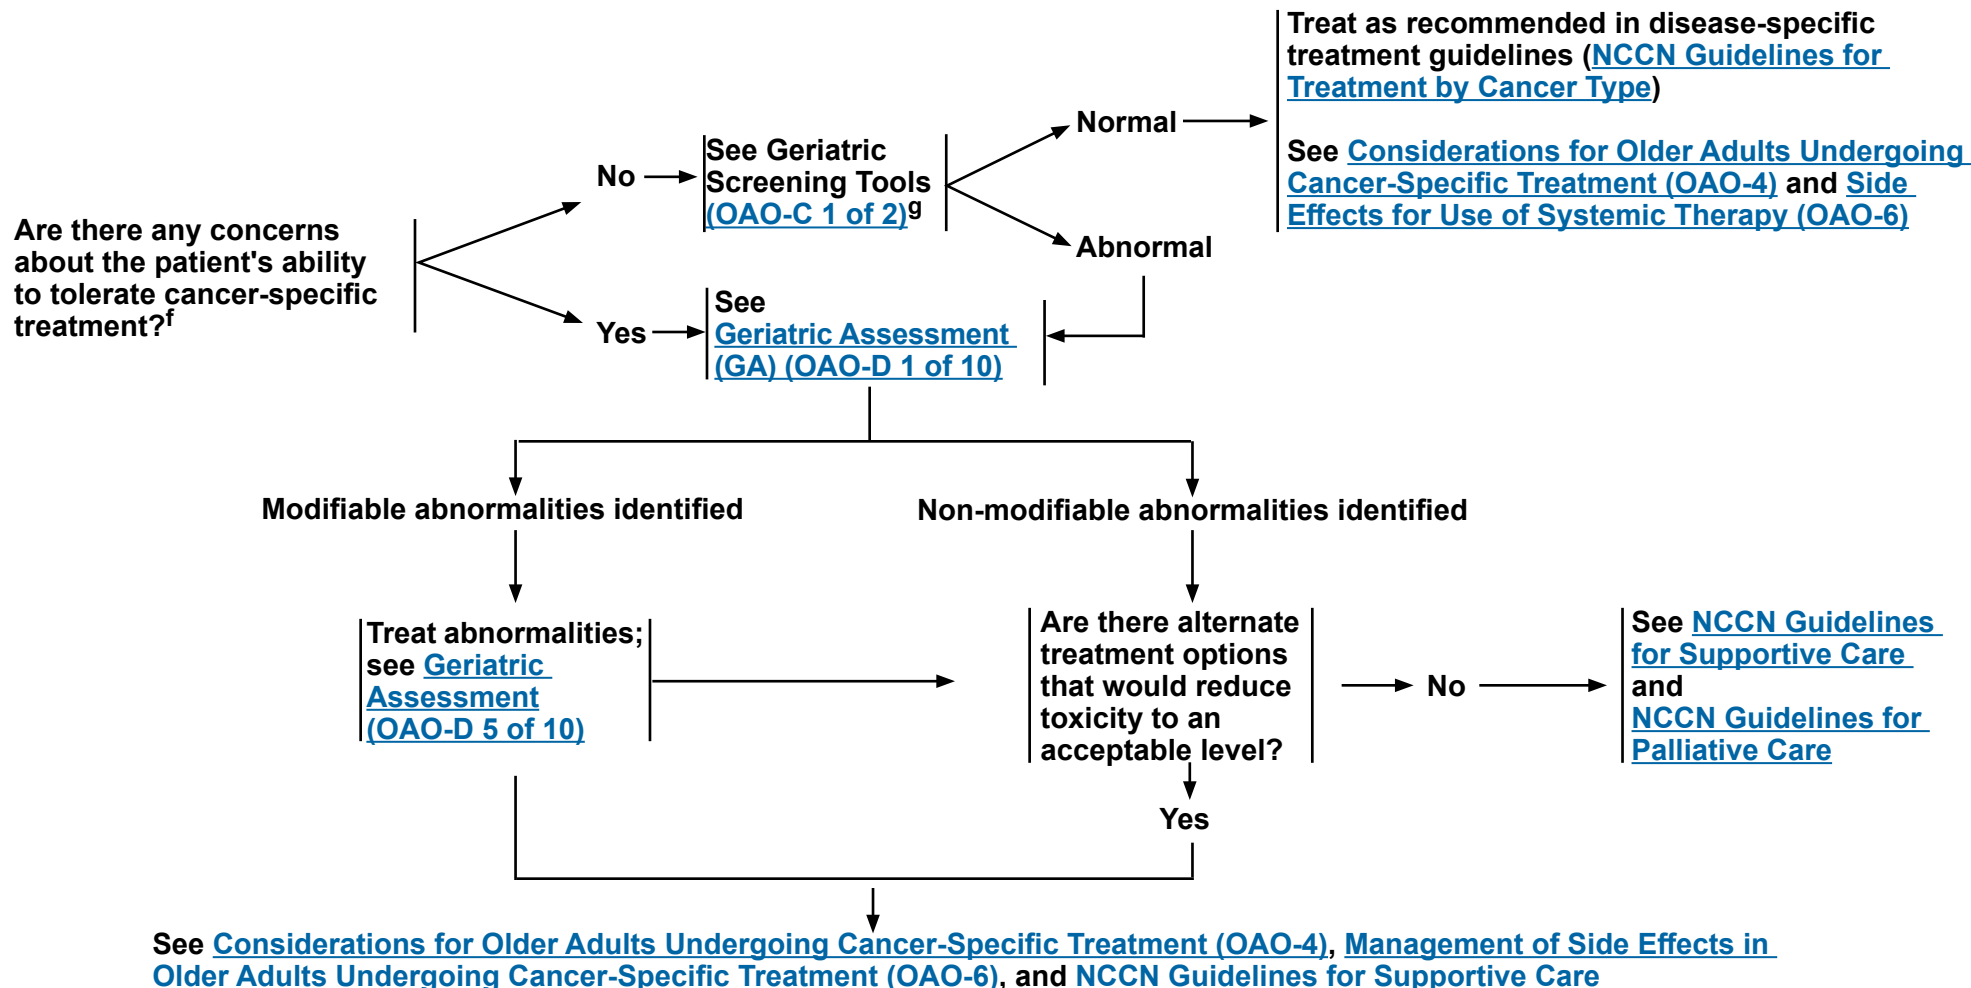 Treat as recommended in disease-specific
treatment guidelines (NCCN Guidelines for
Treatment by Cancer Type)
See Considerations for Older Adults Undergoing
Cancer-Specific Treatment (OAO-4) and Side
Effects for Use of Systemic Therapy (OAO-6)
Normal
See Geriatric
Screening Tools
(OAO-C 1 of 2)g
No
Abnormal
Are there any concerns
about the patient's ability
to tolerate cancer-specific
treatment?f
Yes
See
Geriatric Assessment
(GA) (OAO-D 1 of 10)
Modifiable abnormalities identified
Non-modifiable abnormalities identified
Treat abnormalities;
see Geriatric
Assessment
(OAO-D 5 of 10)
Are there alternate
treatment options
that would reduce
toxicity to an
acceptable level?
No
See NCCN Guidelines
for Supportive Care
and
NCCN Guidelines for
Palliative Care
Yes
See Considerations for Older Adults Undergoing Cancer-Specific Treatment (OAO-4), Management of Side Effects in
Older Adults Undergoing Cancer-Specific Treatment (OAO-6), and NCCN Guidelines for Supportive Care